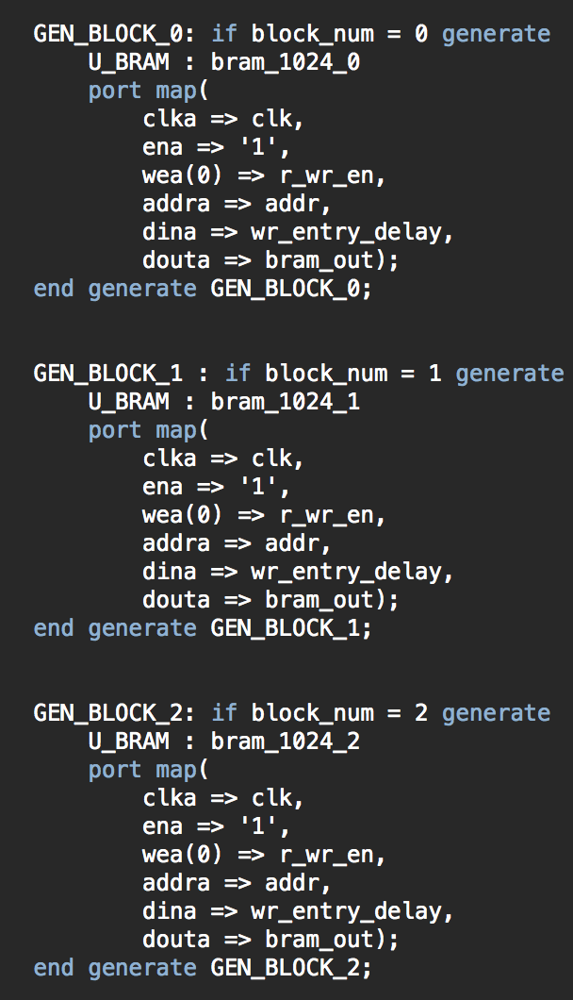 GEN_BLOCK_0: if block_num = 0 generate
    U_BRAM : bram_1024_0
    port map(
        clka => clk,
        ena => '1',
        wea(0) => r_wr_en,
        addra => addr,
        dina => wr_entry_delay,
        douta => bram_out);
end generate GEN_BLOCK_0;
GEN_BLOCK_1 : if block_num = 1 generate
    U_BRAM : bram_1024_1
    port map(
        clka => clk,
        ena => '1',
        wea(0) => r_wr_en,
        addra => addr,
        dina => wr_entry_delay,
        douta => bram_out);
end generate GEN_BLOCK_1;
GEN_BLOCK_2: if block_num = 2 generate
    U_BRAM : bram_1024_2
    port map(
        clka => clk,
        ena => '1',
        wea(0) => r_wr_en,
        addra => addr,
        dina => wr_entry_delay,
        douta => bram_out);
end generate GEN_BLOCK_2;